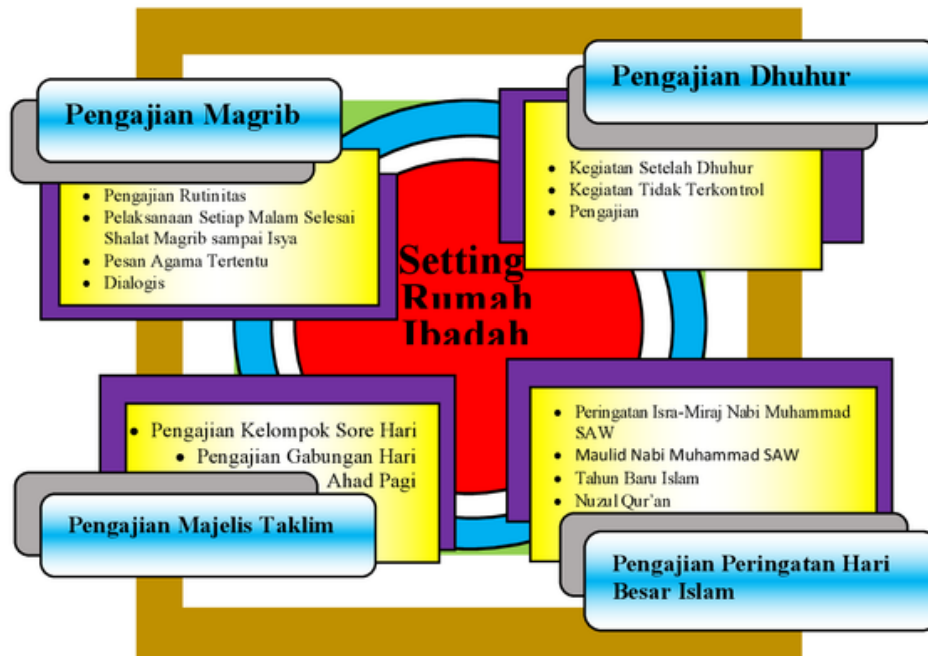 Pengajian Magrib
• Pengajian Rutinitas
• Pelaksanaan Setiap Malam Selesai
Shalat Magrib sampai Isya
• Pesan Agama Tertentu
• Dialogis
Pengajian Dhuhur
• Kegiatan Setelah Dhuhur
• Kegiatan Tidak Terkontrol
• Pengajian
Setting
Rumah
Ibadah
• Pengajian Kelompok Sore Hari
• Pengajian Gabungan Hari
Ahad Pagi
Pengajian Majelis Taklim
• Peringatan Isra-Miraj Nabi Muhammad
SAW
• Maulid Nabi Muhammad SAW
• Tahun Baru Islam
• Nuzul Qur'an
Pengajian Peringatan Hari
Besar Islam